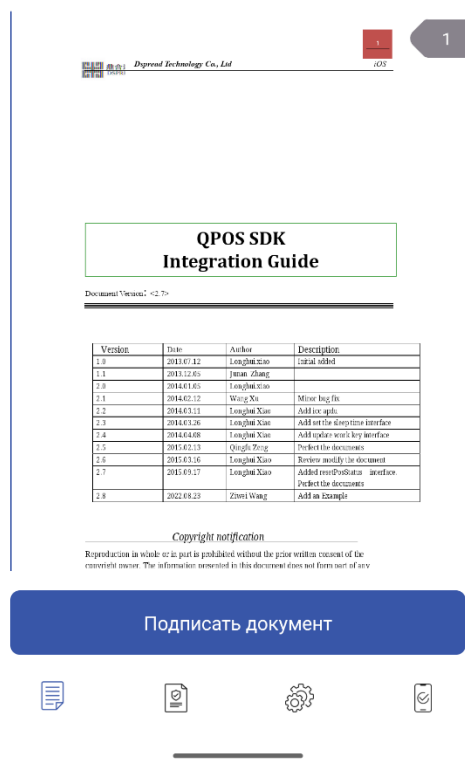 1
1
Dspread Technology Co., Ltd
iOS
QPOS SDK
Integration Guide
Document Version: <2.7>
Version Date Author Description
1.0 2013.07.12 Longhui.xiao Initial added
1.1 2013.12.05 Junan Zhang
2.0 2014.01.05 Longhui.xiao
2.1 2014.02.12 Wang Xu Minor bug fix
2.2 2014.03.11 Longhui Xiao Add icc apdu
2.3 2014.03.26 Longhui Xiao Add set the sleep time interface
2.4 2014.04.08 Longhui Xiao Add update work key interface
2.5 2015.02.13 Qingfu Zeng Perfect the documents
2.6 2015.03.16 Longhui Xiao Review modify the document
2.7 2015.09.17 Longhui Xiao Added resetPosStatus interface.
Perfect the documents
2.8 2022.08.23 Ziwei Wang Add an Example
Copyright notification
Reproduction in whole or in part is prohibited without the prior written consent of the
copyright owner. The information presented in this document does not form part of any
Подписать документ